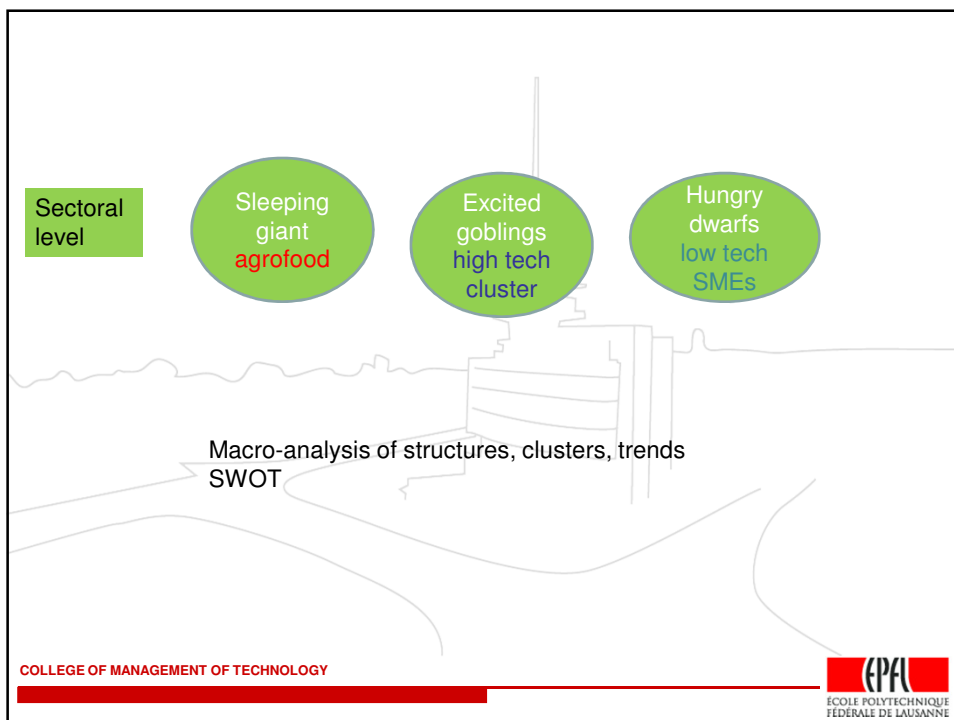 Sectoral
level
Sleeping
giant
agrofood
Excited
goblings
high tech
cluster
Hungry
dwarfs
low tech
SMEs
Macro-analysis of structures, clusters, trends
SWOT
COLLEGE OF MANAGEMENT OF TECHNOLOGY
EPFL
ÉCOLE POLYTECHNIQUE
FÉDÉRALE DE LAUSANNE